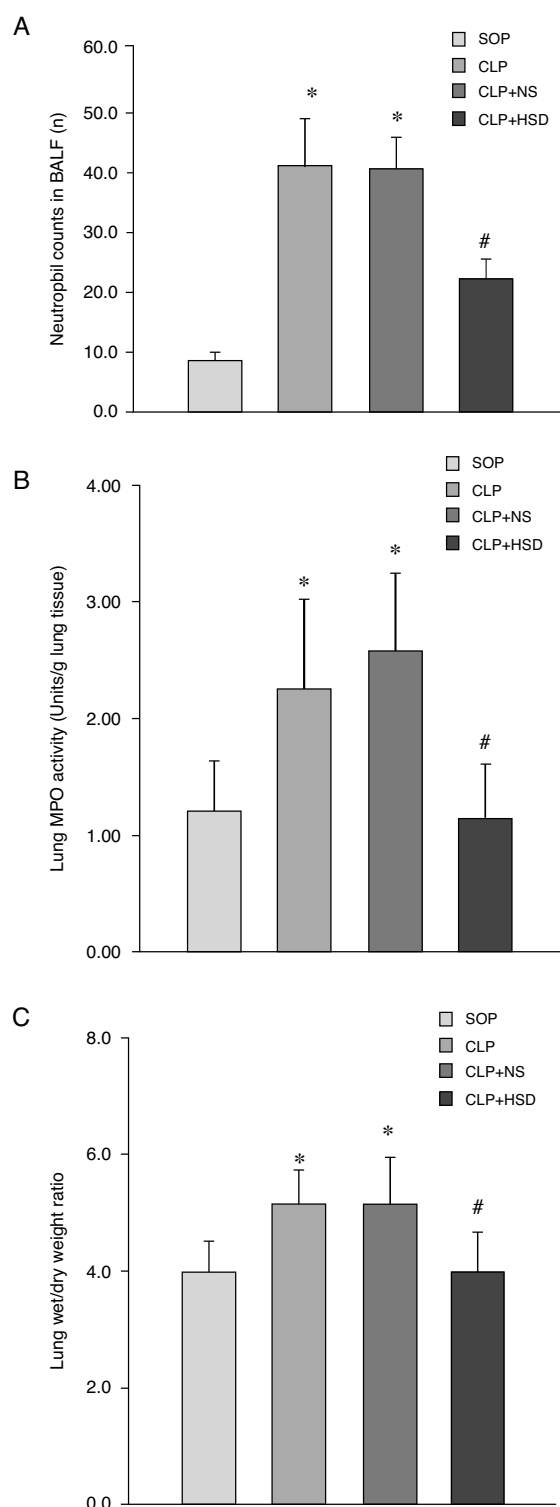 A
60.0
50.0
40.0
30.0
20.0
10.0
0.0
Neutropbil counts in BALF (n)
SOP
CLP
CLP+NS
CLP+HSD
*
*
#
B
4.00
3.00
2.00
1.00
0.00
Lung MPO activity (Units/g lung tissue)
SOP
CLP
CLP+NS
CLP+HSD
*
*
#
C
8.0
6.0
4.0
2.0
0.0
Lung wet/dry weight ratio
SOP
CLP
CLP+NS
CLP+HSD
*
*
#